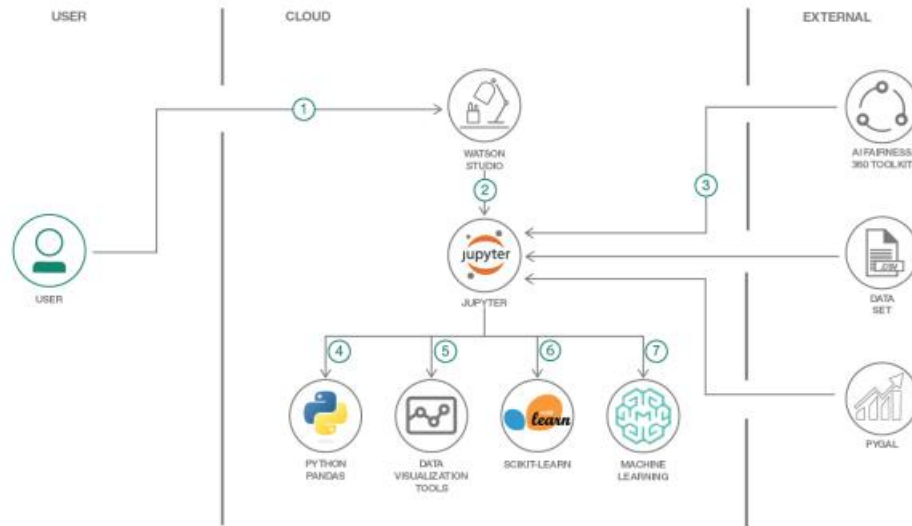 USER
CLOUD
EXTERNAL
1
WATSON
STUDIO
2
3
AI FAIRNESS
360 TOOLKIT
USER
jupyter
JUPYTER
.CSV
DATA
SET
4
5
6
7
learn
PYTHON
PANDAS
DATA
VISUALIZATION
TOOLS
SCIKIT-LEARN
MACHINE
LEARNING
PYGAL